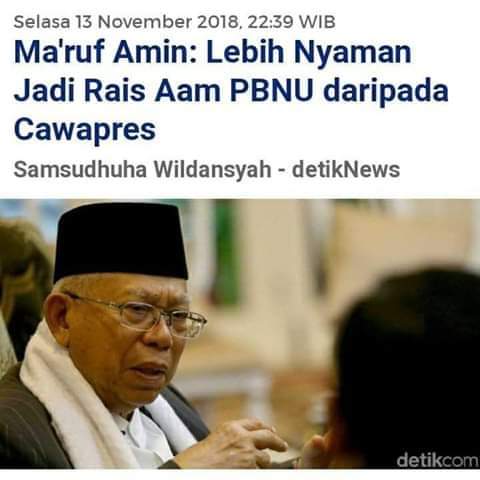 Selasa 13 November 2018, 22:39 WIB
Ma'ruf Amin: Lebih Nyaman
Jadi Rais Aam PBNU daripada
Cawapres
Samsudhuha Wildansyah - detikNews
detikcom